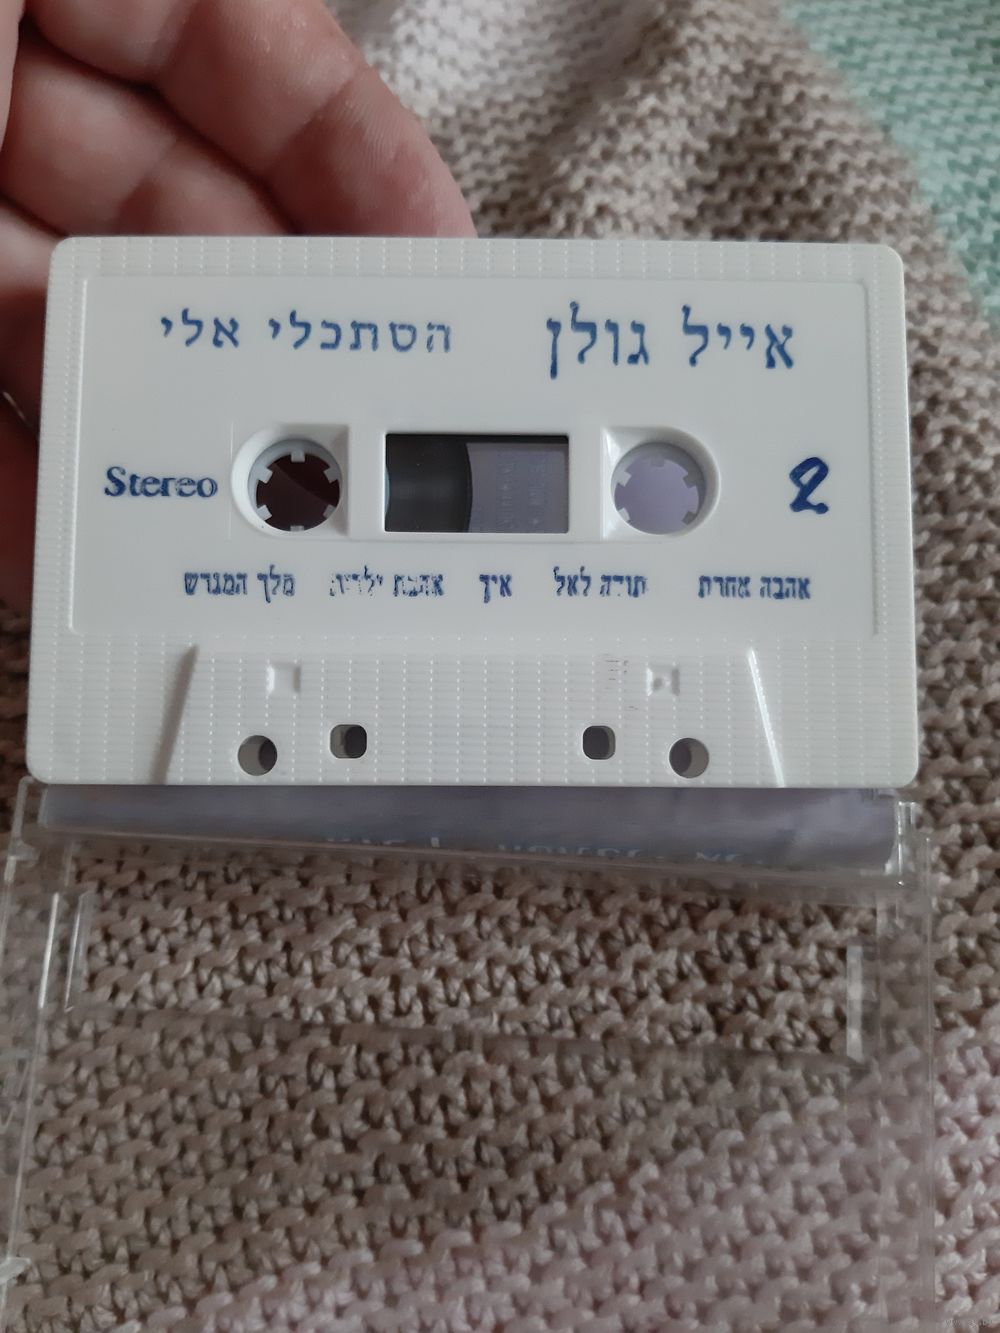 אייל גולן הסתכלי אלי
Stereo
2
אהבה אחרת תודה לאל איך אהבת ילדות מלך המגרש